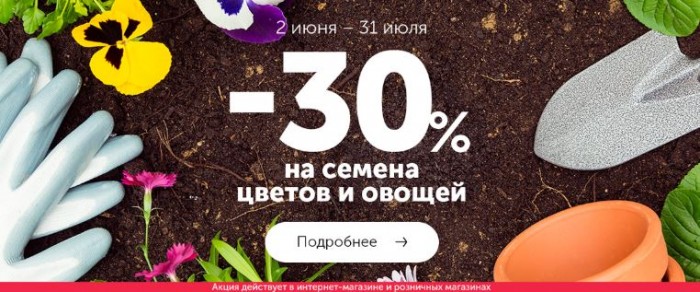 2 июня – 31 июля
-30%
на семена
цветов и овощей
Подробнее →
Акция действует в интернет-магазине и розничных магазинах